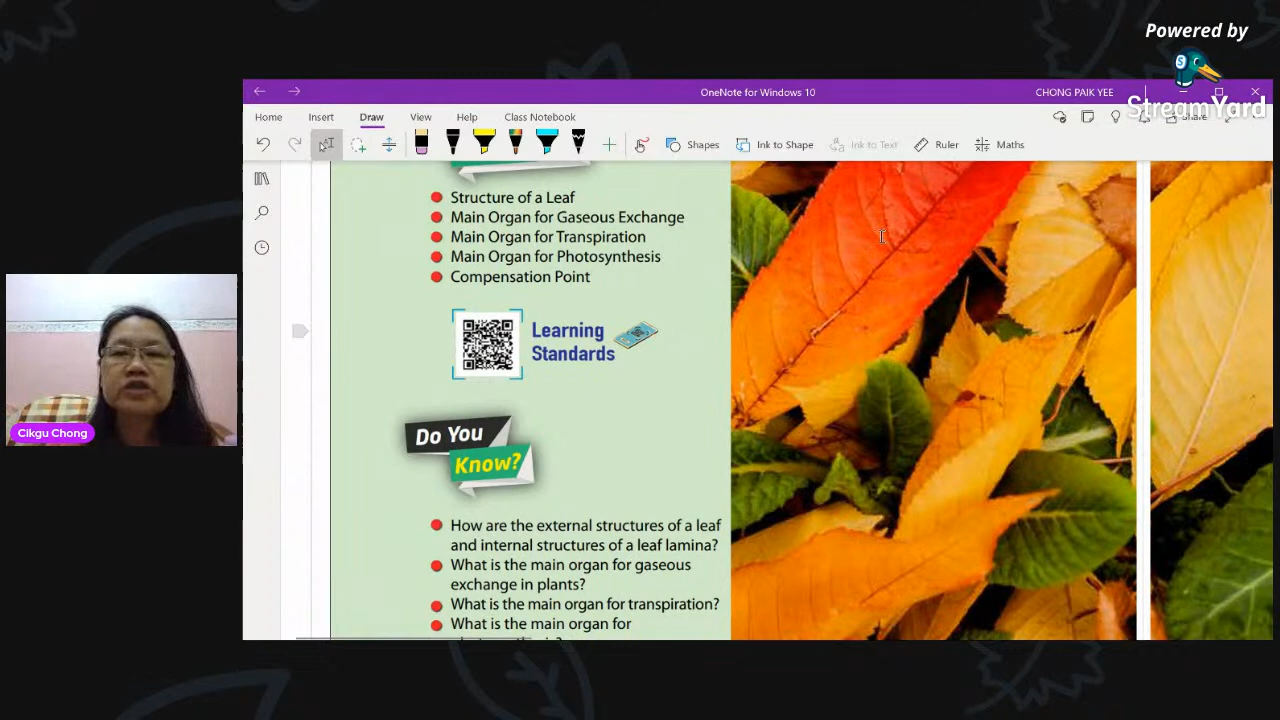 Powered by
StreamYard
OneNote for Windows 10
CHONG PAIK YEE
Home
Insert
Draw
View
Help
Class Notebook
Share
Shapes
Ink to Shape
Ink to Text
Ruler
Maths
Structure of a Leaf
Main Organ for Gaseous Exchange
Main Organ for Transpiration
Main Organ for Photosynthesis
Compensation Point
Learning
Standards
Do You
Know?
How are the external structures of a leaf
and internal structures of a leaf lamina?
What is the main organ for gaseous
exchange in plants?
What is the main organ for transpiration?
What is the main organ for
Cikgu Chong